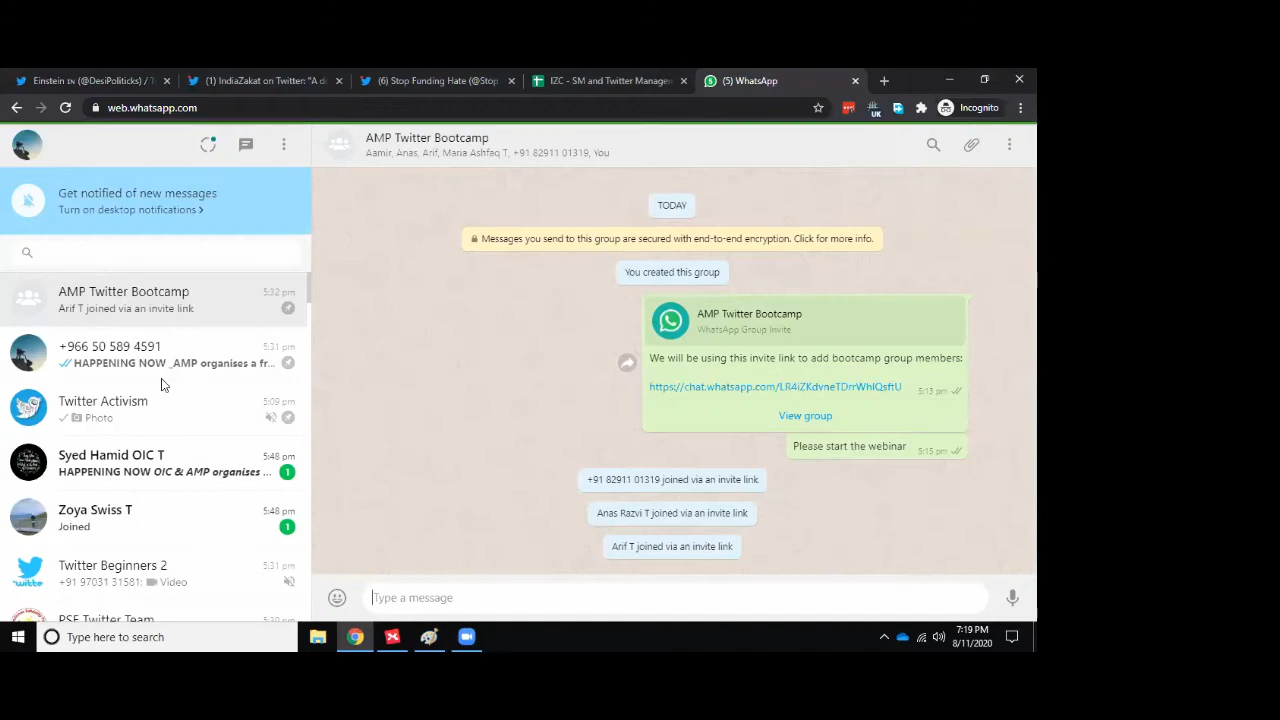 Einstein IN (@DesiPoliticks) / T
(1) IndiaZakat on Twitter: "A do
(6) Stop Funding Hate (@Stop
IZC - SM and Twitter Managem
(5) WhatsApp
web.whatsapp.com
UK
Incognito
AMP Twitter Bootcamp
Aamir, Anas, Arif, Maria Ashfaq T, +91 82911 01319, You
Get notified of new messages
Turn on desktop notifications >
AMP Twitter Bootcamp
5:32 pm
Arif T joined via an invite link
+966 50 589 4591
5:31 pm
HAPPENING NOW _AMP organises a fr...
Twitter Activism
5:09 pm
Photo
Syed Hamid OIC T
5:48 pm
HAPPENING NOW OIC & AMP organises ...
1
Zoya Swiss T
5:48 pm
Joined
1
Twitter Beginners 2
5:31 pm
+91 97031 31581: Video
PSF Twitter Team
5:30 pm
TODAY
Messages you send to this group are secured with end-to-end encryption. Click for more info.
You created this group
AMP Twitter Bootcamp
WhatsApp Group Invite
We will be using this invite link to add bootcamp group members:
https://chat.whatsapp.com/LR4iZKdvneTDrrWhIQsftU
5:13 pm
View group
Please start the webinar
5:15 pm
+91 82911 01319 joined via an invite link
Anas Razvi T joined via an invite link
Arif T joined via an invite link
Type a message
Type here to search
7:19 PM
8/11/2020